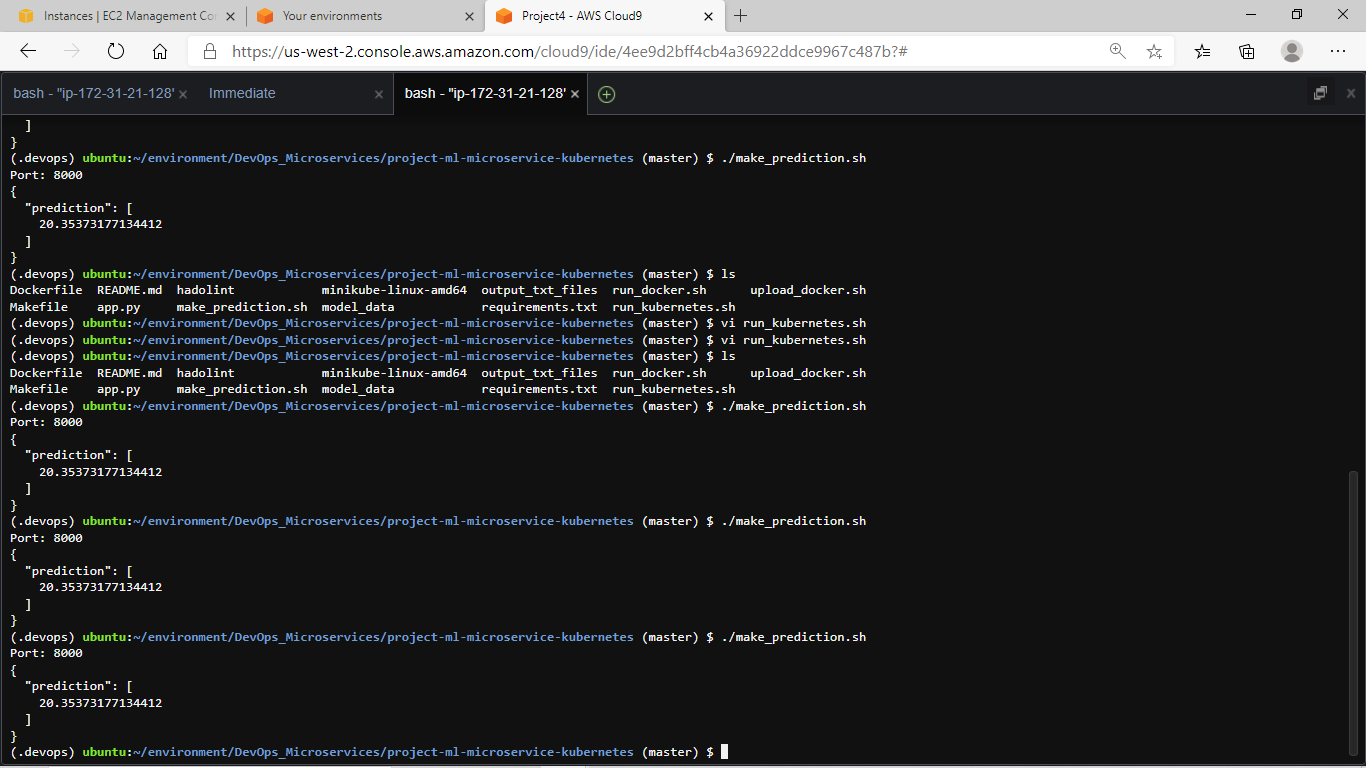 Instances | EC2 Management Co
Your environments
Project4 - AWS Cloud9
https://us-west-2.console.aws.amazon.com/cloud9/ide/4ee9d2bff4cb4a36922ddce9967c487b?#
bash - "ip-172-31-21-128'
Immediate
bash - "ip-172-31-21-128'
]
}
(.devops) ubuntu:~/environment/DevOps_Microservices/project-ml-microservice-kubernetes (master) $ ./make_prediction.sh
Port: 8000
{
"prediction": [
20.35373177134412
]
}
(.devops) ubuntu:~/environment/DevOps_Microservices/project-ml-microservice-kubernetes (master) $ ls
Dockerfile README.md hadolint minikube-linux-amd64 output_txt_files run_docker.sh upload_docker.sh
Makefile app.py make_prediction.sh model_data requirements.txt run_kubernetes.sh
(.devops) ubuntu:~/environment/DevOps_Microservices/project-ml-microservice-kubernetes (master) $ vi run_kubernetes.sh
(.devops) ubuntu:~/environment/DevOps_Microservices/project-ml-microservice-kubernetes (master) $ vi run_kubernetes.sh
(.devops) ubuntu:~/environment/DevOps_Microservices/project-ml-microservice-kubernetes (master) $ ls
Dockerfile README.md hadolint minikube-linux-amd64 output_txt_files run_docker.sh upload_docker.sh
Makefile app.py make_prediction.sh model_data requirements.txt run_kubernetes.sh
(.devops) ubuntu:~/environment/DevOps_Microservices/project-ml-microservice-kubernetes (master) $ ./make_prediction.sh
Port: 8000
{
"prediction": [
20.35373177134412
]
}
(.devops) ubuntu:~/environment/DevOps_Microservices/project-ml-microservice-kubernetes (master) $ ./make_prediction.sh
Port: 8000
{
"prediction": [
20.35373177134412
]
}
(.devops) ubuntu:~/environment/DevOps_Microservices/project-ml-microservice-kubernetes (master) $ ./make_prediction.sh
Port: 8000
{
"prediction": [
20.35373177134412
]
}
(.devops) ubuntu:~/environment/DevOps_Microservices/project-ml-microservice-kubernetes (master) $